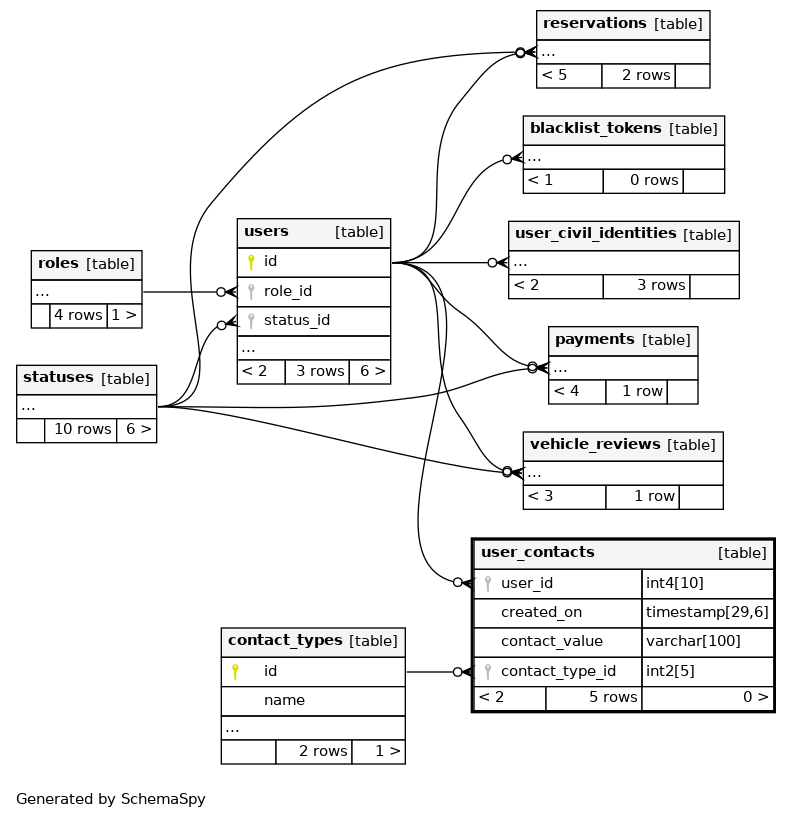 reservations [table]
...
< 5 2 rows
blacklist_tokens [table]
...
< 1 0 rows
users [table]
id
role_id
status_id
...
< 2 3 rows 6 >
user_civil_identities [table]
...
< 2 3 rows
roles [table]
...
4 rows 1 >
payments [table]
...
< 4 1 row
statuses [table]
...
10 rows 6 >
vehicle_reviews [table]
...
< 3 1 row
user_contacts [table]
user_id int4[10]
created_on timestamp[29,6]
contact_value varchar[100]
contact_type_id int2[5]
< 2 5 rows 0 >
contact_types [table]
id
name
...
2 rows 1 >
Generated by SchemaSpy